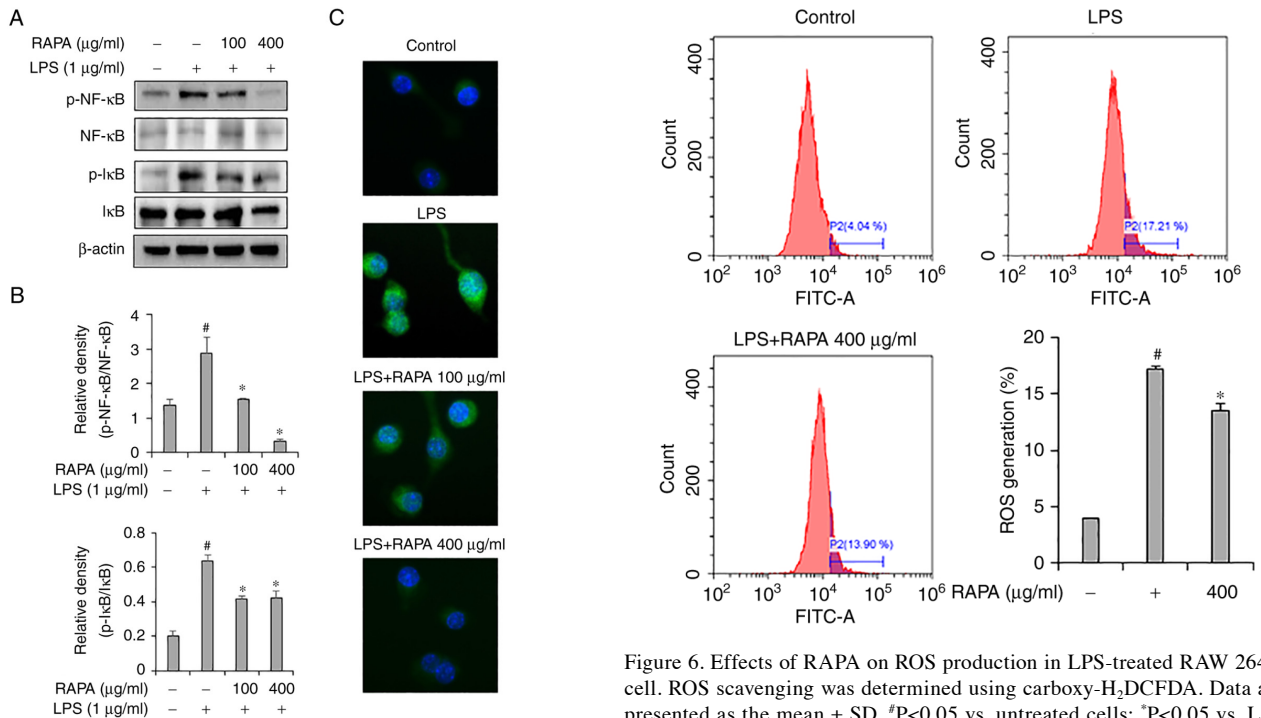 A
RAPA (μg/ml) – – 100 400
LPS (1 μg/ml) – + + +
p-NF-κB
NF-κB
p-IκB
IκB
β-actin
B
Relative density
(p-NF-κB/NF-κB)
4
3
2
1
0
#
*
*
RAPA (μg/ml) – – 100 400
LPS (1 μg/ml) – + + +
Relative density
(p-IκB/IκB)
0.8
0.6
0.4
0.2
0
#
*
*
RAPA (μg/ml) – – 100 400
LPS (1 μg/ml) – + + +
C
Control
LPS
LPS+RAPA 100 μg/ml
LPS+RAPA 400 μg/ml
Control
Count
400
200
0
P2(4.04 %)
10² 10³ 10⁴ 10⁵ 10⁶
FITC-A
LPS
Count
400
200
0
P2(17.21 %)
10² 10³ 10⁴ 10⁵ 10⁶
FITC-A
LPS+RAPA 400 μg/ml
Count
400
200
0
P2(13.90 %)
10² 10³ 10⁴ 10⁵ 10⁶
FITC-A
ROS generation (%)
20
15
10
5
0
#
*
RAPA (μg/ml) – + 400
Figure 6. Effects of RAPA on ROS production in LPS-treated RAW 264
cell. ROS scavenging was determined using carboxy-H₂DCFDA. Data a
presented as the mean ± SD. #P<0.05 vs. untreated cells; *P<0.05 vs. L